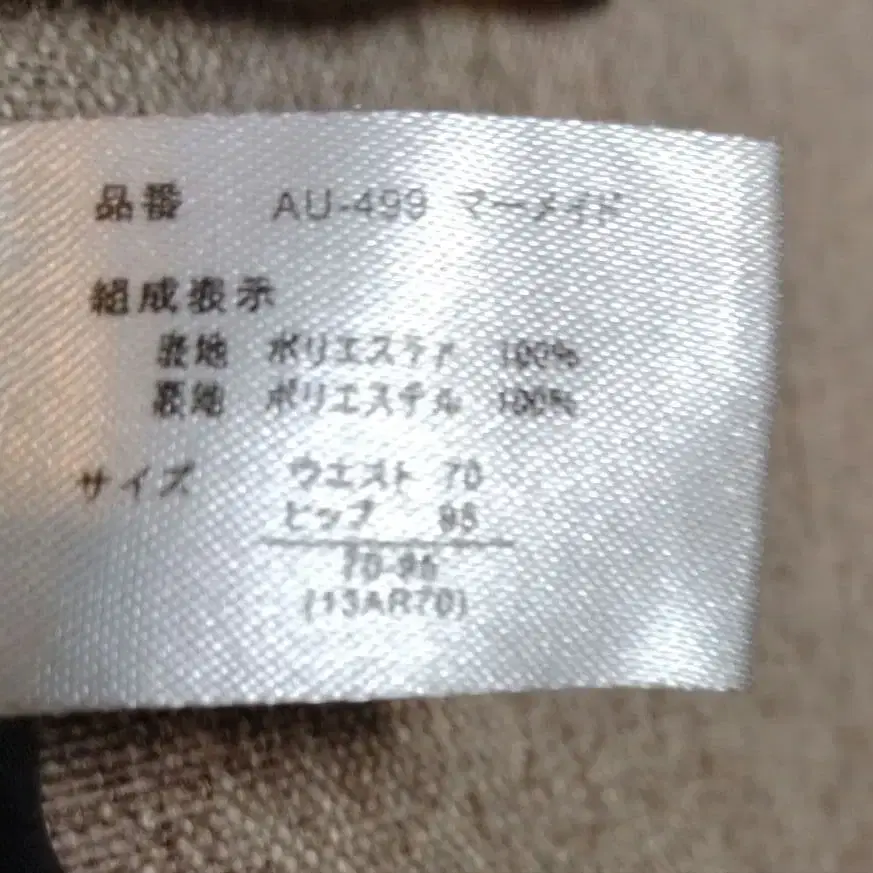 品番 AU-499 マーメイド
組成表示
表地 ポリエステル 100%
裏地 ポリエステル 100%
サイズ ウエスト 70
ヒップ 95
70-95
(13AR70)